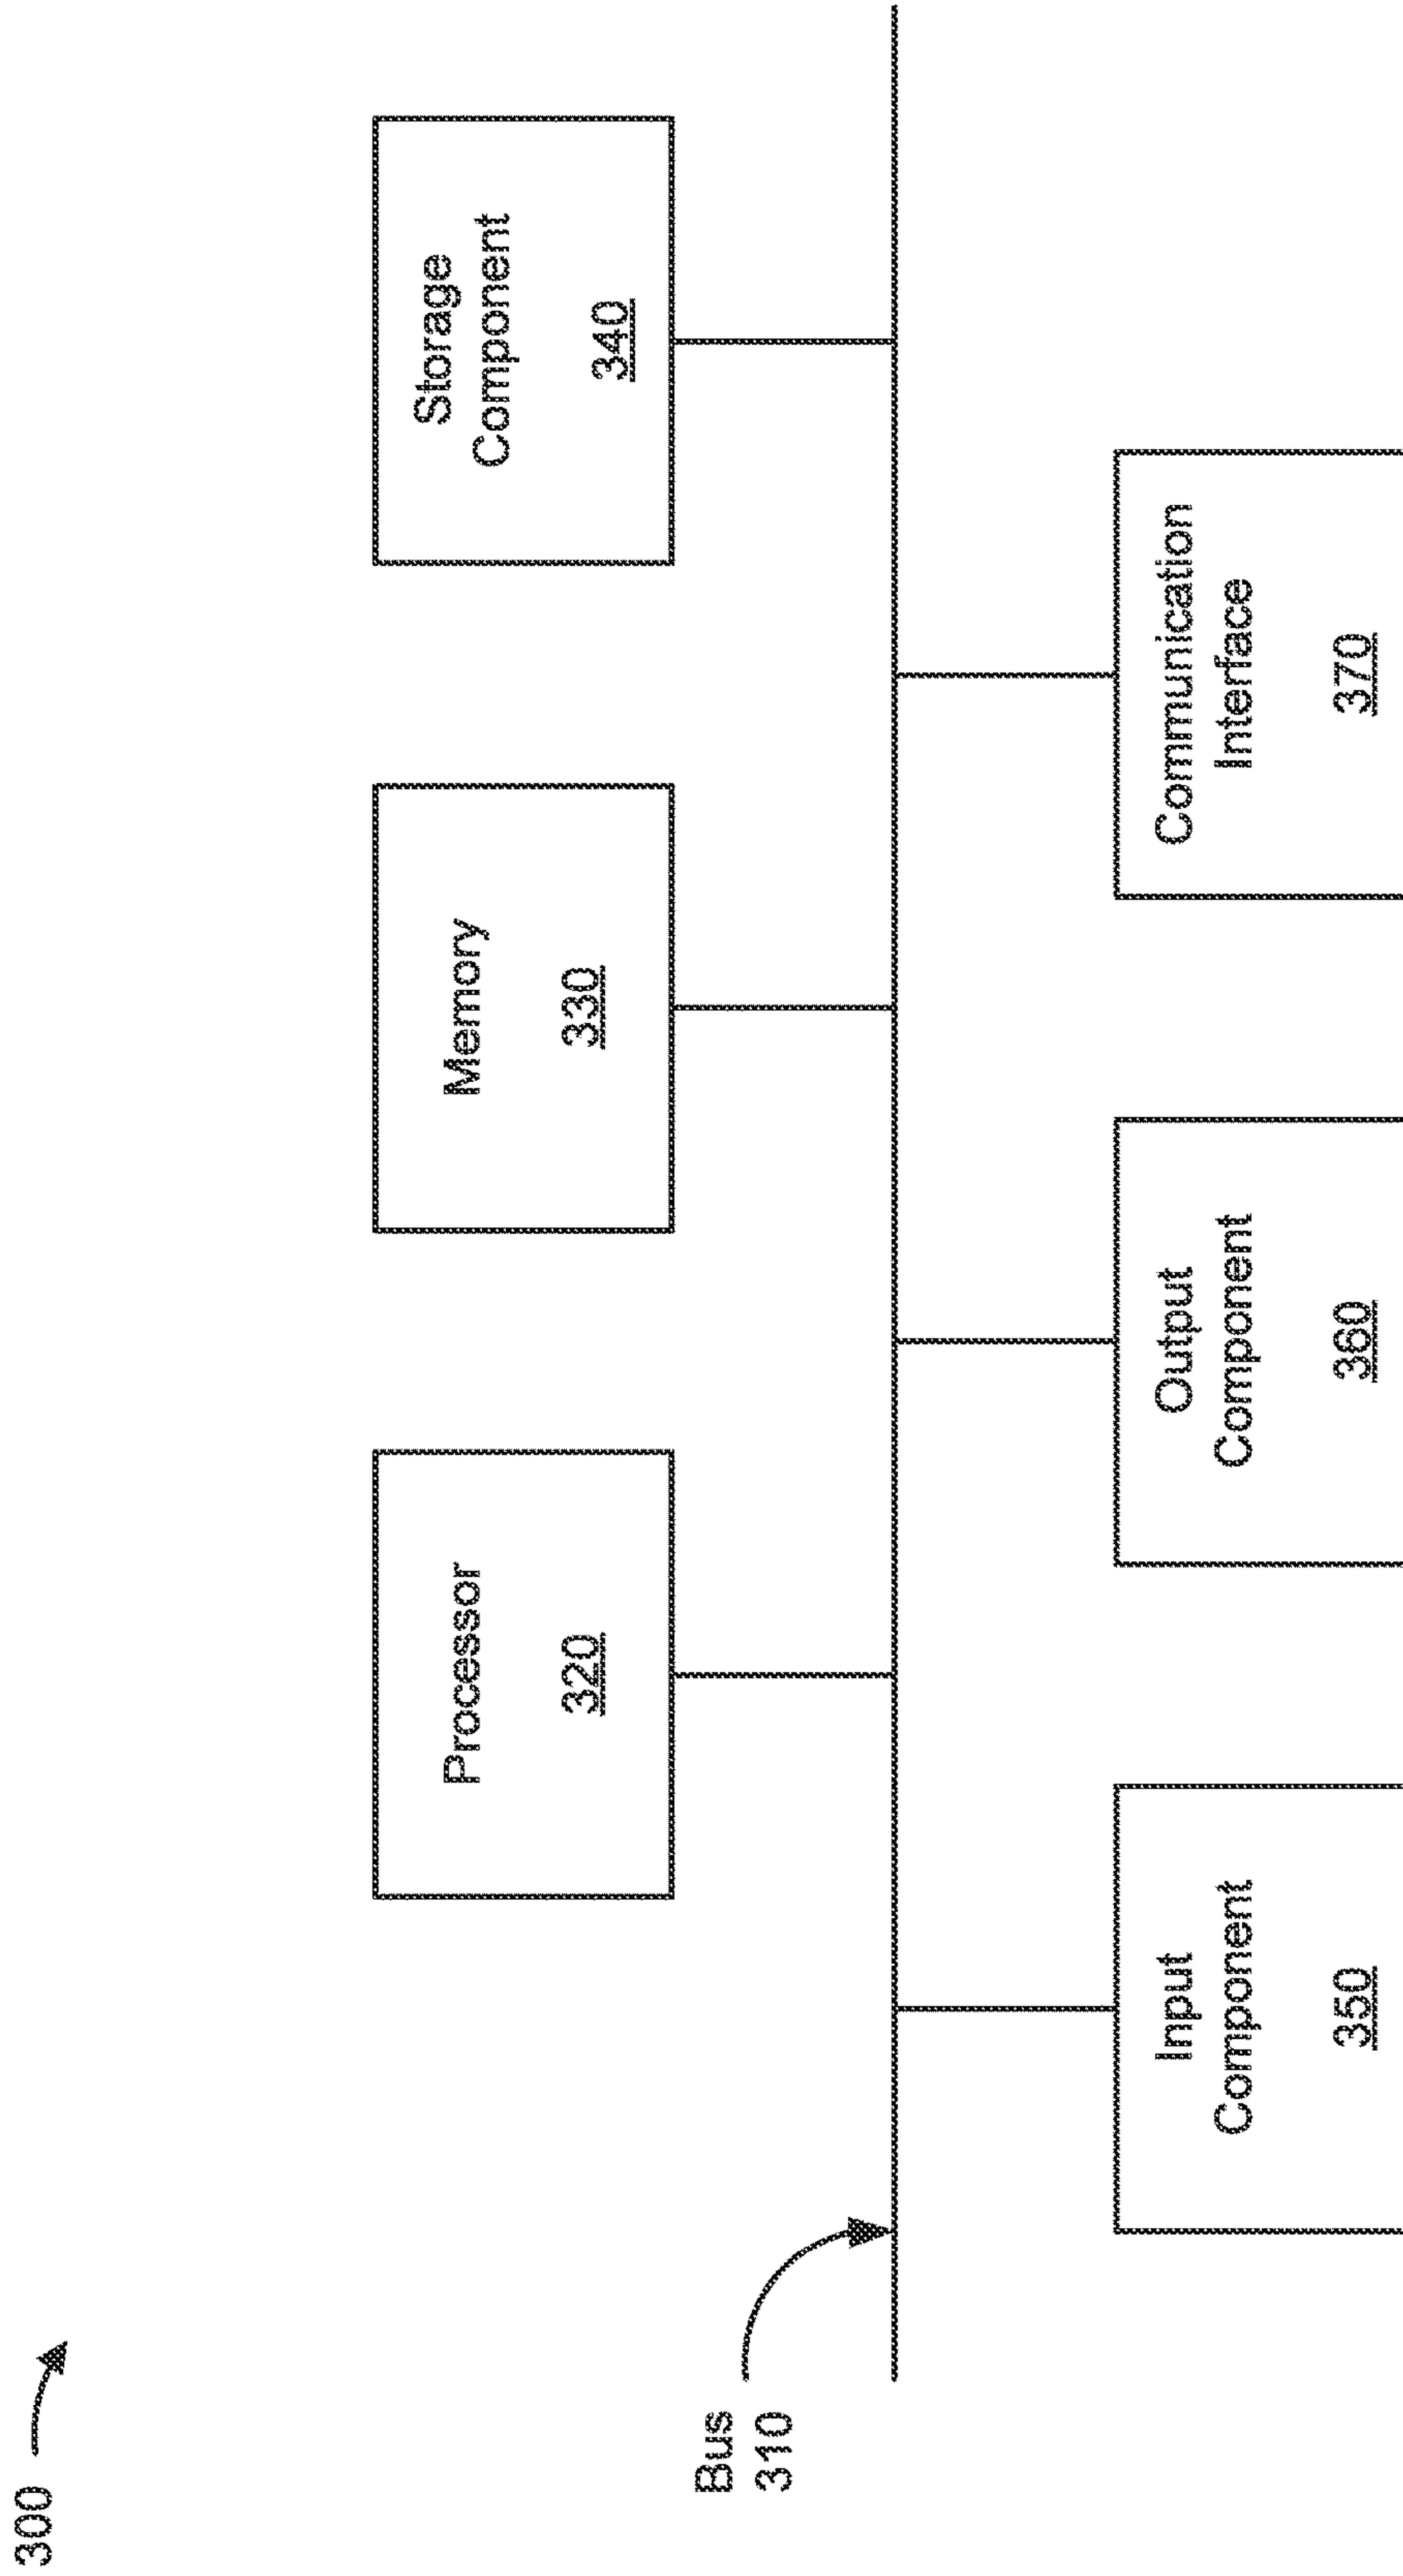 300
Processor
320
Memory
330
Storage
Component
340
Bus
310
Input
Component
350
Output
Component
360
Communication
Interface
370